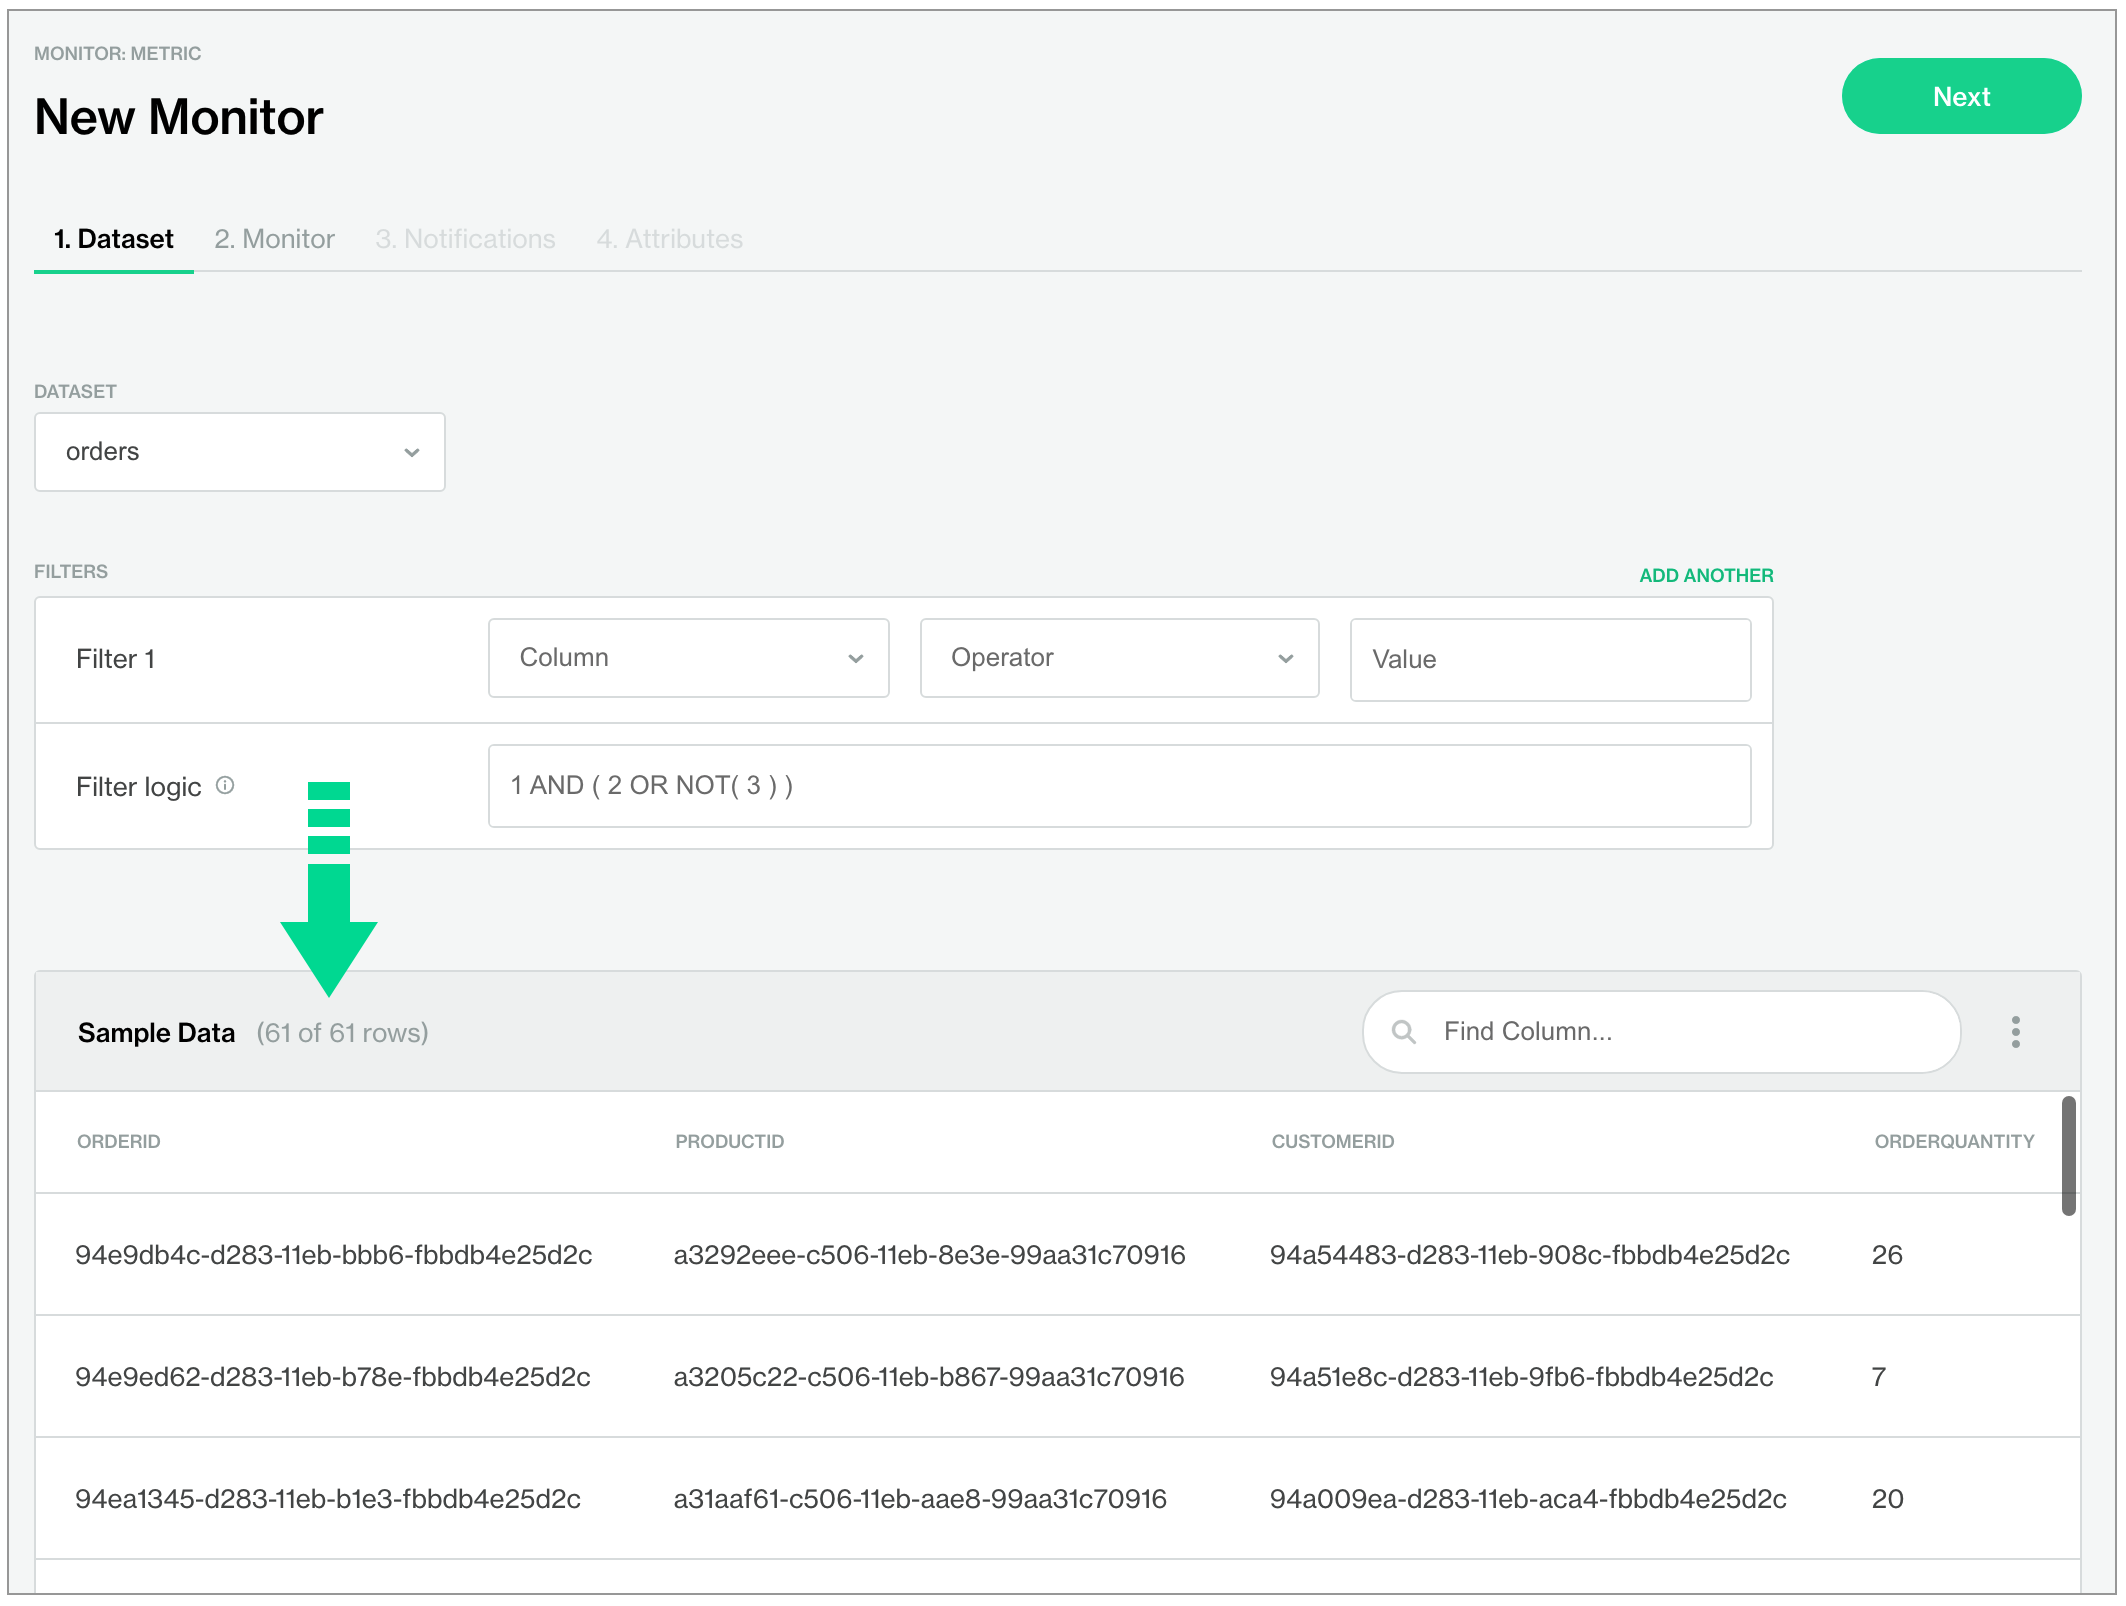 MONITOR: METRIC
New Monitor
Next
1. Dataset 2. Monitor 3. Notifications 4. Attributes
DATASET
orders
FILTERS
ADD ANOTHER
Filter 1 Column Operator Value
Filter logic 1 AND ( 2 OR NOT( 3 ) )
Sample Data (61 of 61 rows) Find Column...
ORDERID PRODUCTID CUSTOMERID ORDERQUANTITY
94e9db4c-d283-11eb-bbb6-fbbdb4e25d2c a3292eee-c506-11eb-8e3e-99aa31c70916 94a54483-d283-11eb-908c-fbbdb4e25d2c 26
94e9ed62-d283-11eb-b78e-fbbdb4e25d2c a3205c22-c506-11eb-b867-99aa31c70916 94a51e8c-d283-11eb-9fb6-fbbdb4e25d2c 7
94ea1345-d283-11eb-b1e3-fbbdb4e25d2c a31aaf61-c506-11eb-aae8-99aa31c70916 94a009ea-d283-11eb-aca4-fbbdb4e25d2c 20